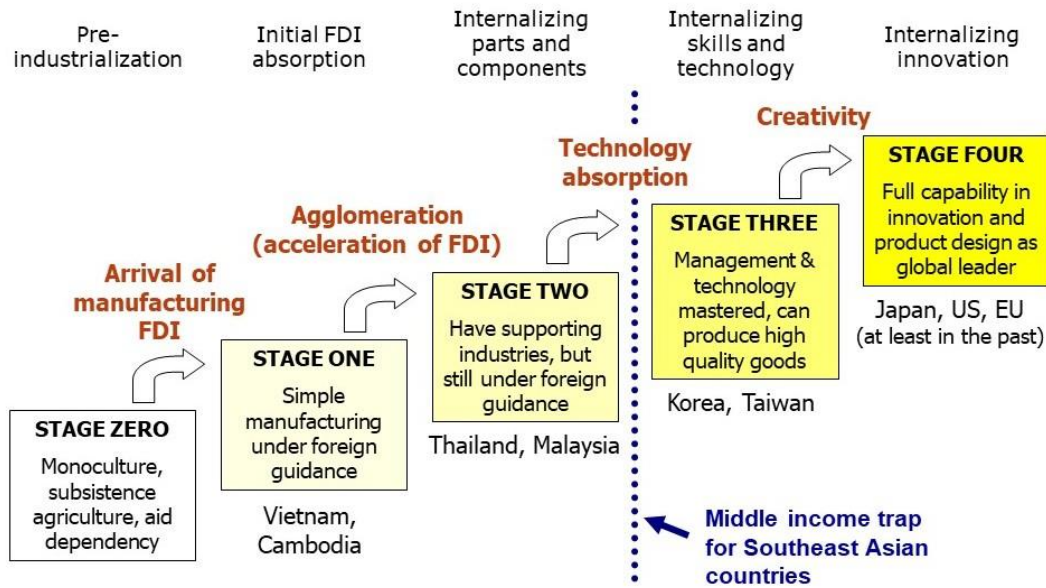 Pre-
industrialization
Initial FDI
absorption
Internalizing
parts and
components
Internalizing
skills and
technology
Internalizing
innovation
Arrival of
manufacturing
FDI
Agglomeration
(acceleration of FDI)
Technology
absorption
Creativity
STAGE ZERO
Monoculture,
subsistence
agriculture, aid
dependency
STAGE ONE
Simple
manufacturing
under foreign
guidance
Vietnam,
Cambodia
STAGE TWO
Have supporting
industries, but
still under foreign
guidance
Thailand, Malaysia
STAGE THREE
Management &
technology
mastered, can
produce high
quality goods
Korea, Taiwan
STAGE FOUR
Full capability in
innovation and
product design as
global leader
Japan, US, EU
(at least in the past)
Middle income trap
for Southeast Asian
countries